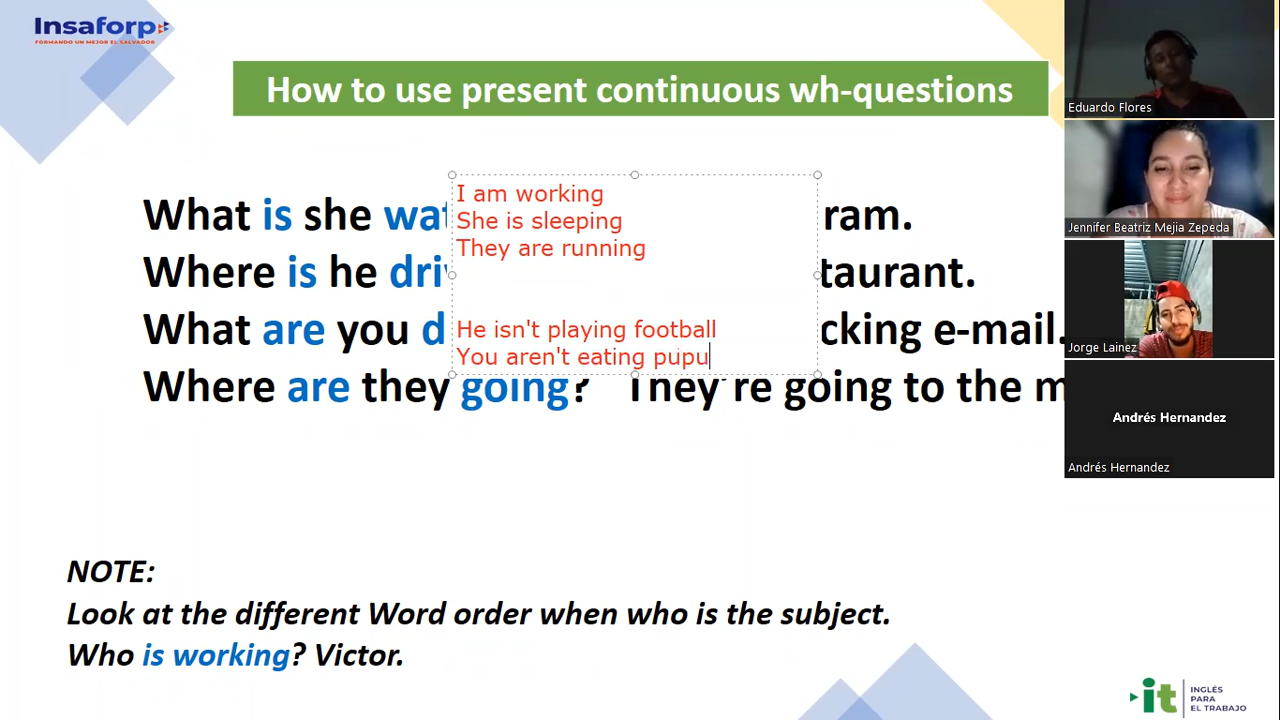 Insaforp
FORMANDO UN MEJOR EL SALVADOR
How to use present continuous wh-questions
What is she wat ram.
Where is he driv taurant.
What are you d cking e-mail.
Where are they going? They're going to the m
I am working
She is sleeping
They are running
He isn't playing football
You aren't eating pupu
NOTE:
Look at the different Word order when who is the subject.
Who is working? Victor.
Eduardo Flores
Jennifer Beatriz Mejia Zepeda
Jorge Lainez
Andrés Hernandez
Andrés Hernandez
it INGLÉS
PARA
EL TRABAJO